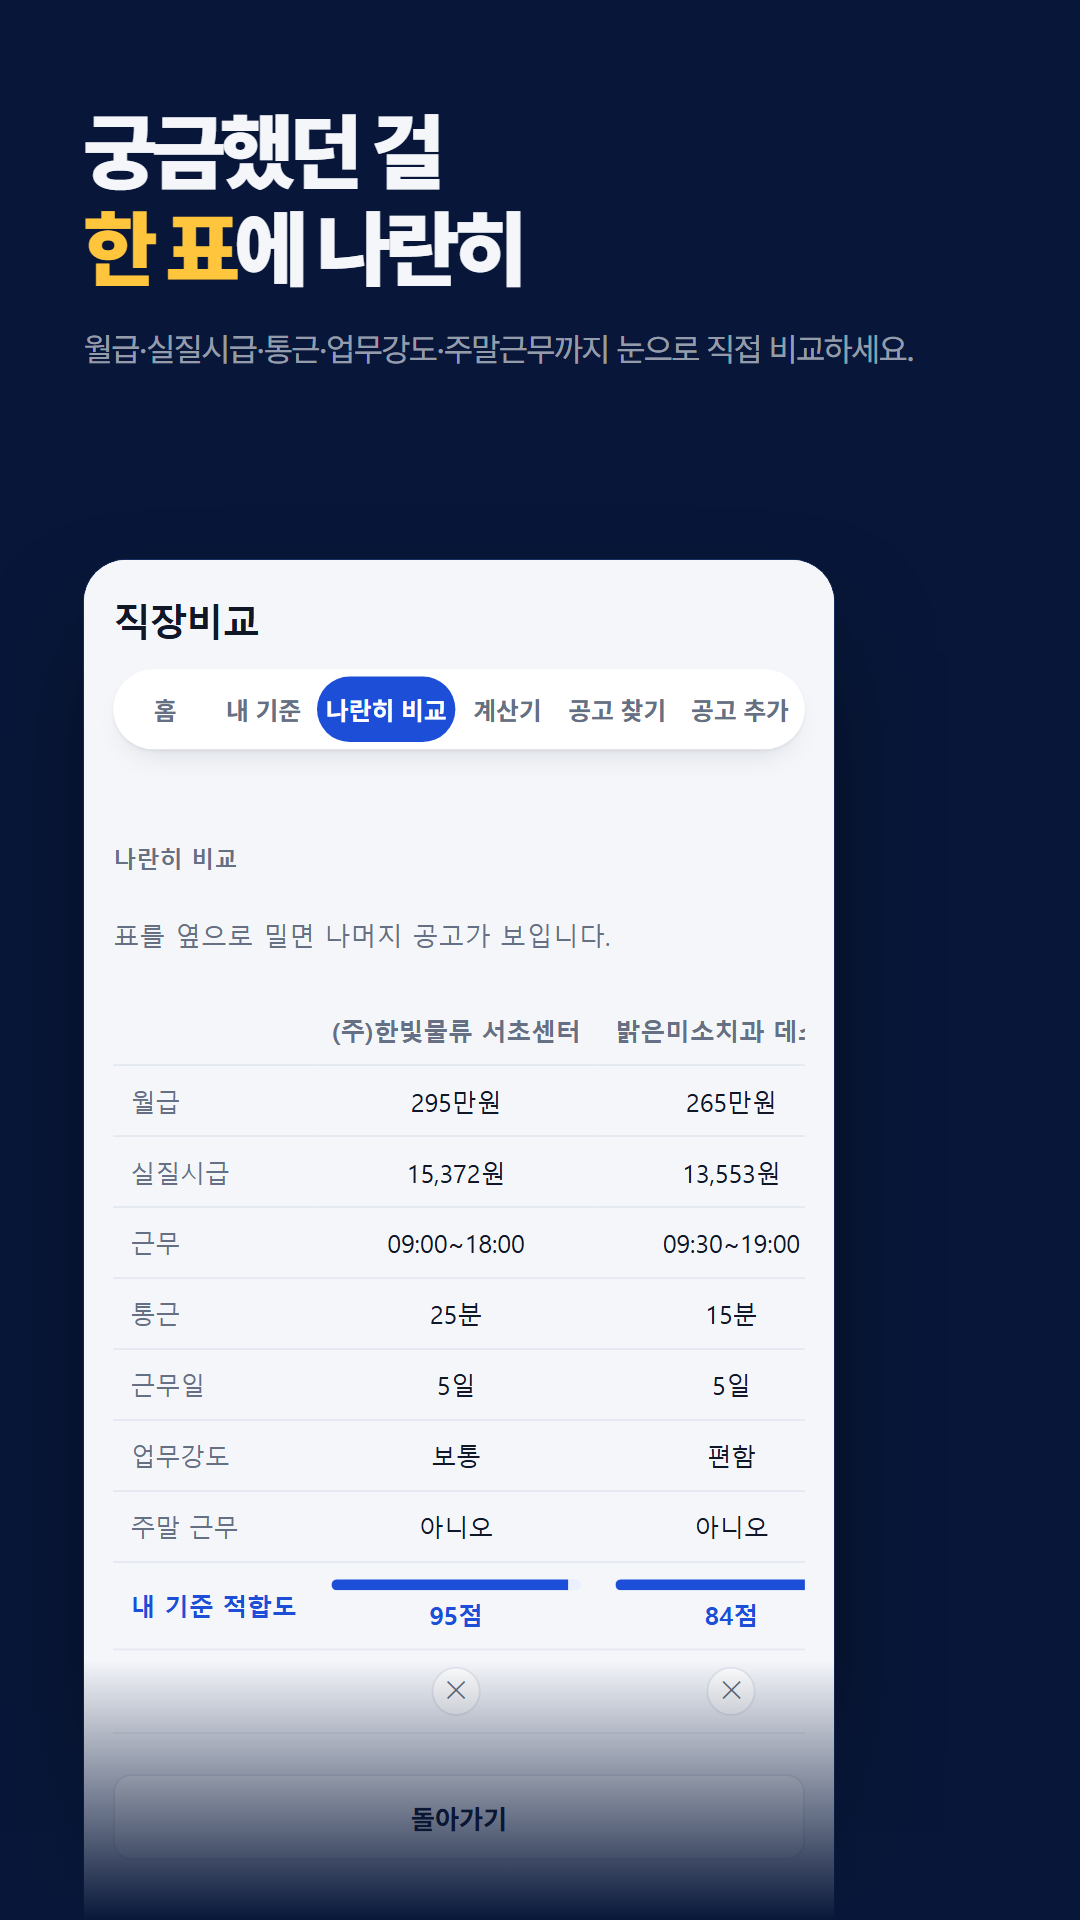 궁금했던 걸
한 표에 나란히
월급·실질시급·통근·업무강도·주말근무까지 눈으로 직접 비교하세요.
직장비교
홈 내 기준 나란히 비교 계산기 공고 찾기 공고 추가
나란히 비교
표를 옆으로 밀면 나머지 공고가 보입니다.
(주)한빛물류 서초센터 밝은미소치과
월급 295만원 265만원
실질시급 15,372원 13,553원
근무 09:00~18:00 09:30~19:00
통근 25분 15분
근무일 5일 5일
업무강도 보통 편함
주말 근무 아니오 아니오
내 기준 적합도 95점 84점
돌아가기